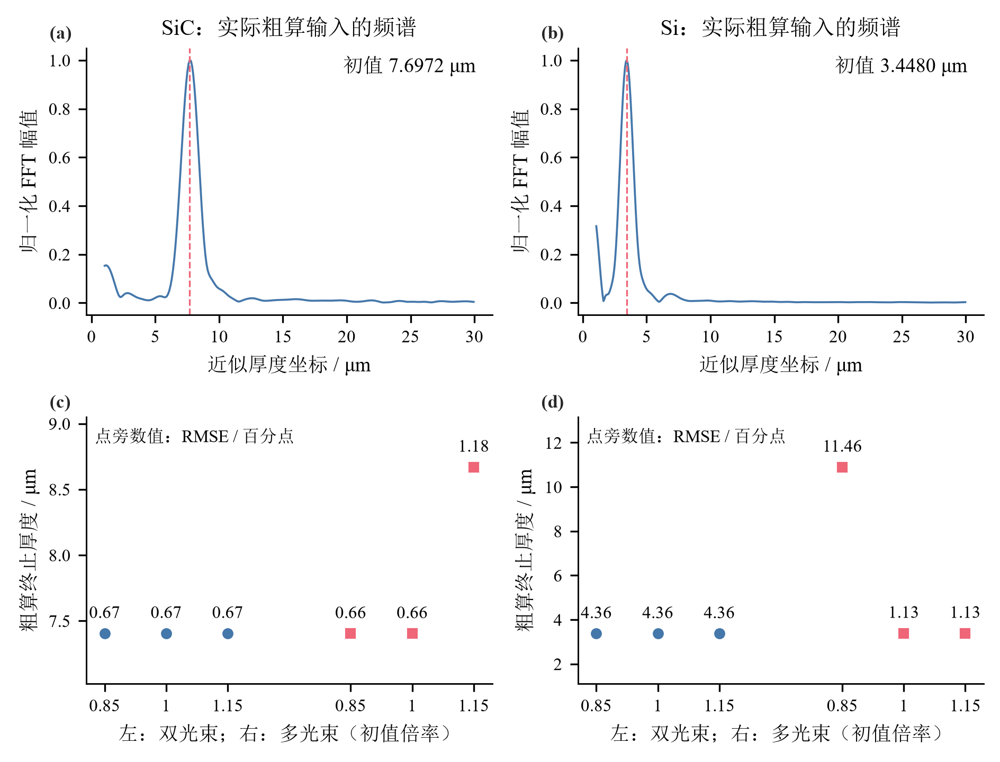 (a)
SiC：实际粗算输入的频谱
初值 7.6972 μm
归一化 FFT 幅值
1.0
0.8
0.6
0.4
0.2
0.0
0 5 10 15 20 25 30
近似厚度坐标 / μm
(b)
Si：实际粗算输入的频谱
初值 3.4480 μm
归一化 FFT 幅值
1.0
0.8
0.6
0.4
0.2
0.0
0 5 10 15 20 25 30
近似厚度坐标 / μm
(c)
点旁数值：RMSE / 百分点
粗算终止厚度 / μm
9.0
8.5
8.0
7.5
1.18
0.67 0.67 0.67 0.66 0.66
0.85 1 1.15 0.85 1 1.15
左：双光束；右：多光束（初值倍率）
(d)
点旁数值：RMSE / 百分点
粗算终止厚度 / μm
12
10
8
6
4
2
11.46
4.36 4.36 4.36 1.13 1.13
0.85 1 1.15 0.85 1 1.15
左：双光束；右：多光束（初值倍率）